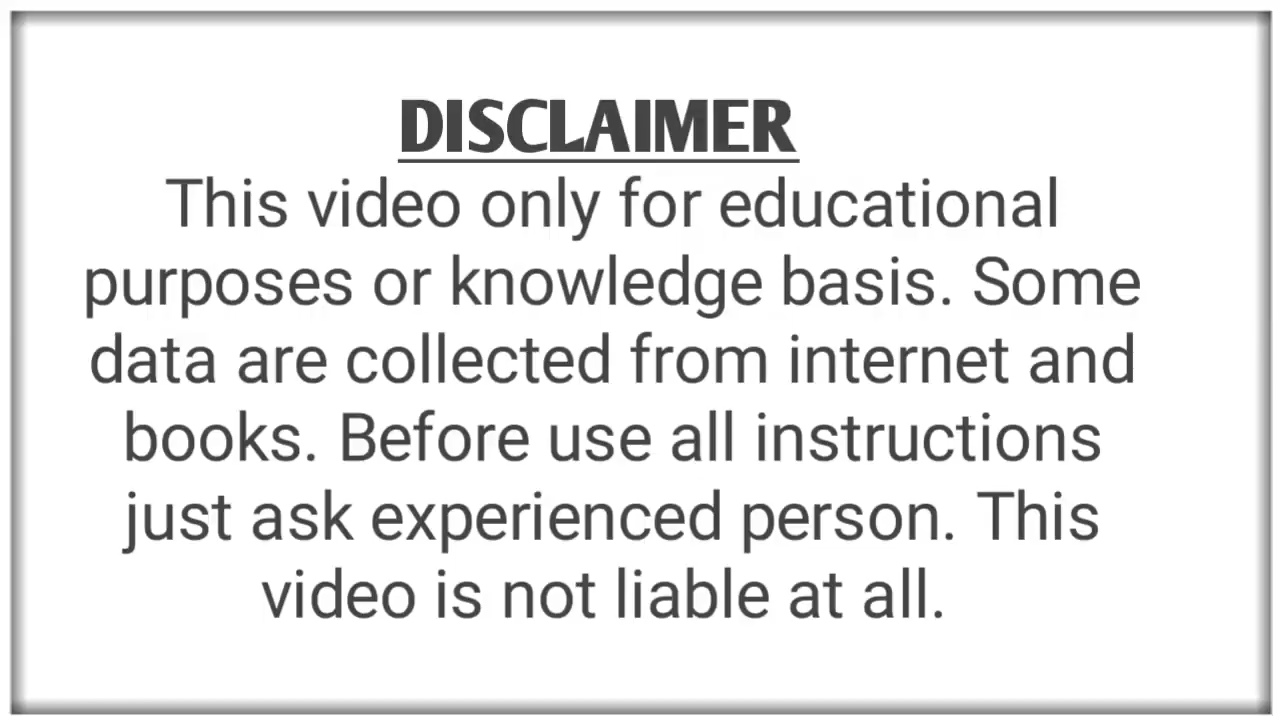 DISCLAIMER
This video only for educational
purposes or knowledge basis. Some
data are collected from internet and
books. Before use all instructions
just ask experienced person. This
video is not liable at all.